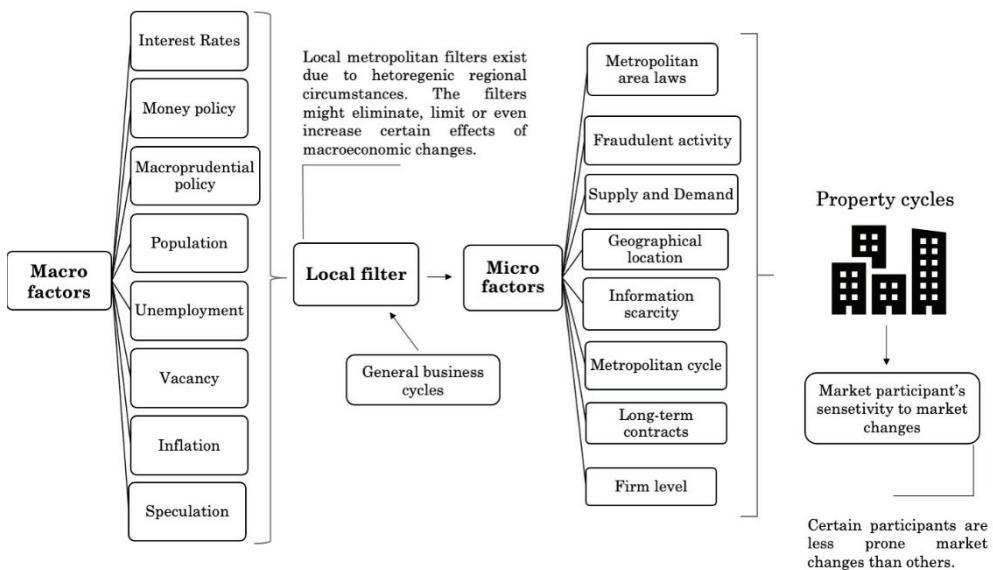 Macro
factors
Interest Rates
Money policy
Macroprudential
policy
Population
Unemployment
Vacancy
Inflation
Speculation
Local metropolitan filters exist
due to hetoregenic regional
circumstances. The filters
might eliminate, limit or even
increase certain effects of
macroeconomic changes.
Local filter
General business
cycles
Micro
factors
Metropolitan
area laws
Fraudulent activity
Supply and Demand
Geographical
location
Information
scarcity
Metropolitan cycle
Long-term
contracts
Firm level
Property cycles
Market participant's
sensetivity to market
changes
Certain participants are
less prone market
changes than others.